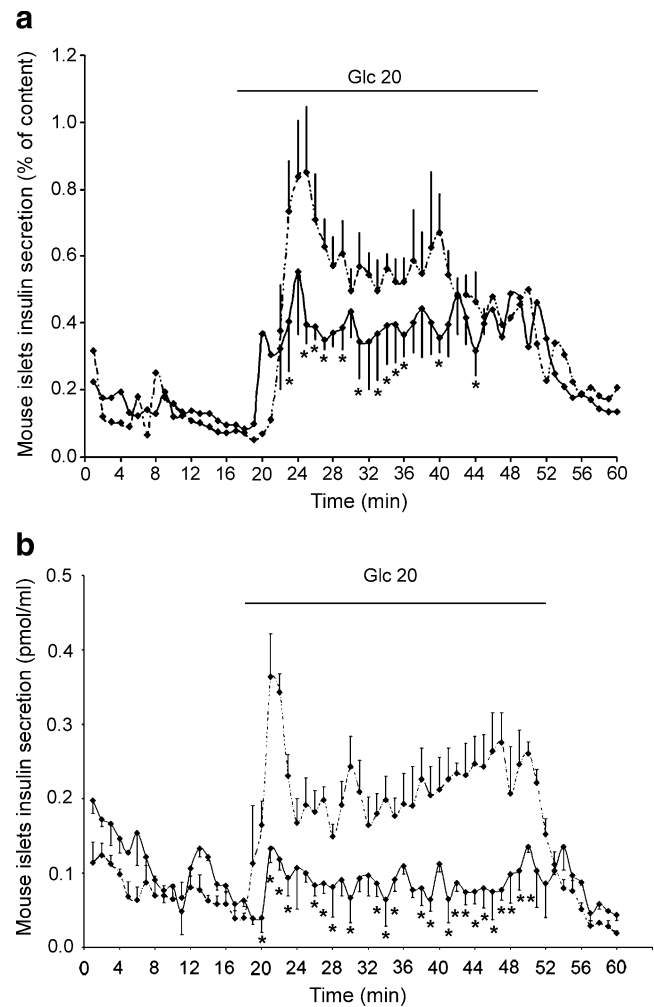 a
Mouse islets insulin secretion (% of content)
1.2
1.0
0.8
0.6
0.4
0.2
0.0
Glc 20
* * * * * * * * * * * *
0 4 8 12 16 20 24 28 32 36 40 44 48 52 56 60
Time (min)
b
Mouse islets insulin secretion (pmol/ml)
0.5
0.4
0.3
0.2
0.1
0.0
Glc 20
* * * * * * * * * * * * * * * * * * * * * * *
0 4 8 12 16 20 24 28 32 36 40 44 48 52 56 60 64
Time (min)